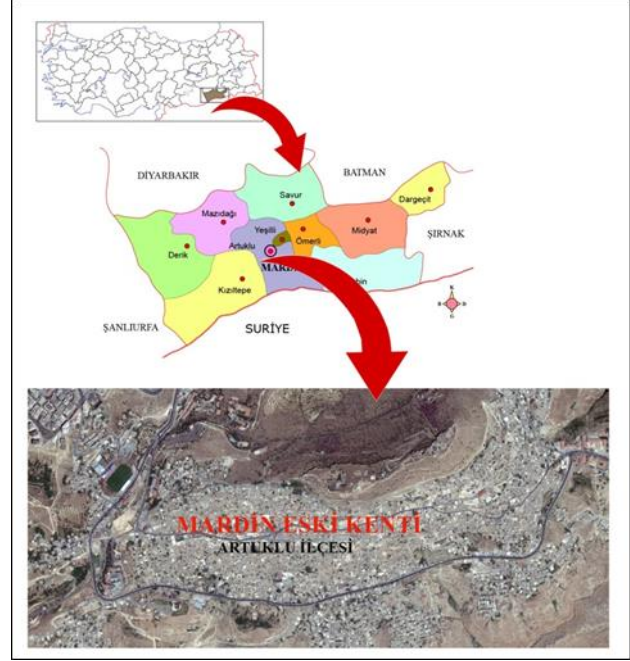 DİYARBAKIR
BATMAN
Savur
Dargeçit
Mazıdağı
Yeşilli
Ömerli
Midyat
ŞIRNAK
Derik
Artuklu
Kızıltepe
ŞANLIURFA
SURİYE
K
B D
G
MARDİN ESKİ KENTİ
ARTUKLU İLÇESİ